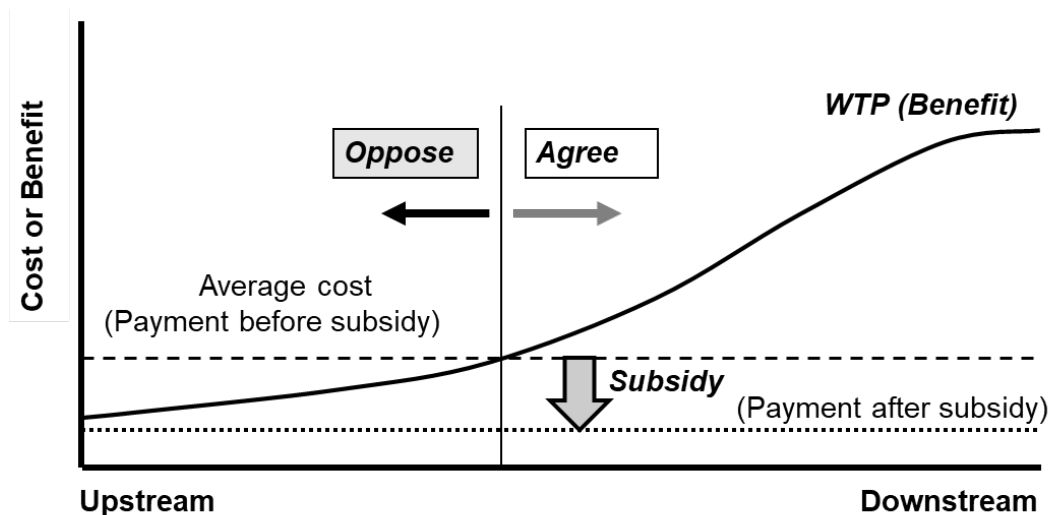 Cost or Benefit
WTP (Benefit)
Oppose
Agree
Average cost
(Payment before subsidy)
Subsidy
(Payment after subsidy)
Upstream
Downstream